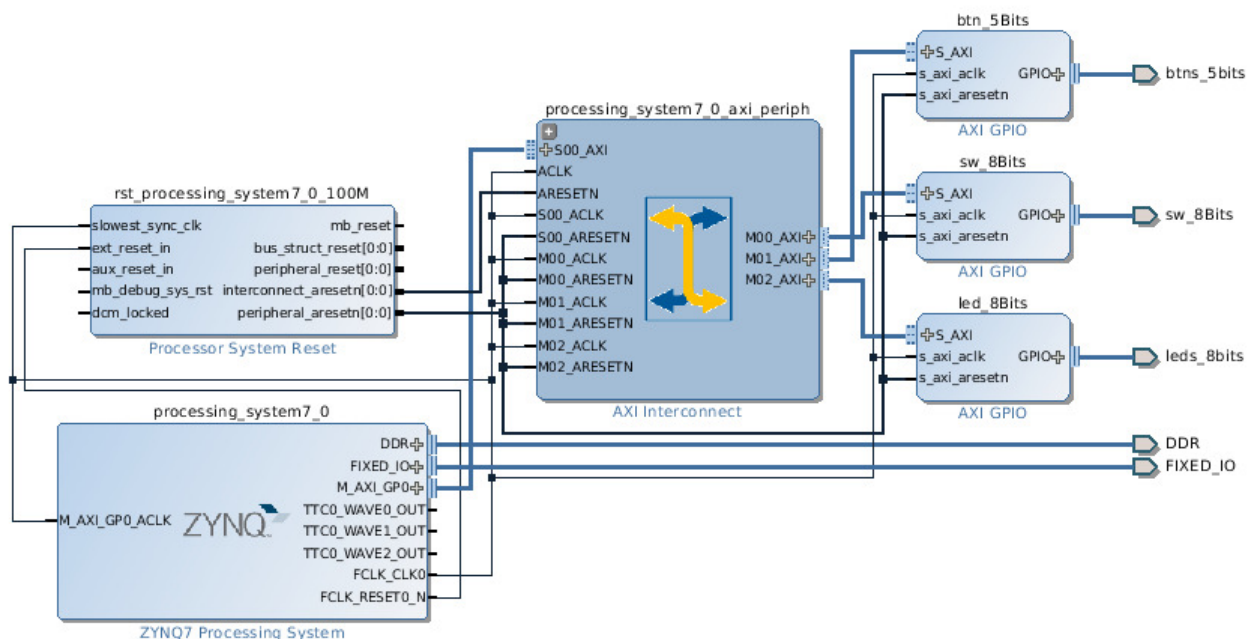 rst_processing_system7_0_100M
slowest_sync_clk
ext_reset_in
aux_reset_in
mb_debug_sys_rst
dcm_locked
mb_reset
bus_struct_reset[0:0]
peripheral_reset[0:0]
interconnect_aresetn[0:0]
peripheral_aresetn[0:0]
Processor System Reset
processing_system7_0
M_AXI_GP0_ACLK
ZYNQ
DDR
FIXED_IO
M_AXI_GP0
TTC0_WAVE0_OUT
TTC0_WAVE1_OUT
TTC0_WAVE2_OUT
FCLK_CLK0
FCLK_RESET0_N
ZYNQ7 Processing System
processing_system7_0_axi_periph
S00_AXI
ACLK
ARESETN
S00_ACLK
S00_ARESETN
M00_ACLK
M00_ARESETN
M01_ACLK
M01_ARESETN
M02_ACLK
M02_ARESETN
M00_AXI
M01_AXI
M02_AXI
AXI Interconnect
btn_5Bits
S_AXI
s_axi_aclk
s_axi_aresetn
GPIO
AXI GPIO
btns_5bits
sw_8Bits
S_AXI
s_axi_aclk
s_axi_aresetn
GPIO
AXI GPIO
sw_8Bits
led_8Bits
S_AXI
s_axi_aclk
s_axi_aresetn
GPIO
AXI GPIO
leds_8bits
DDR
FIXED_IO